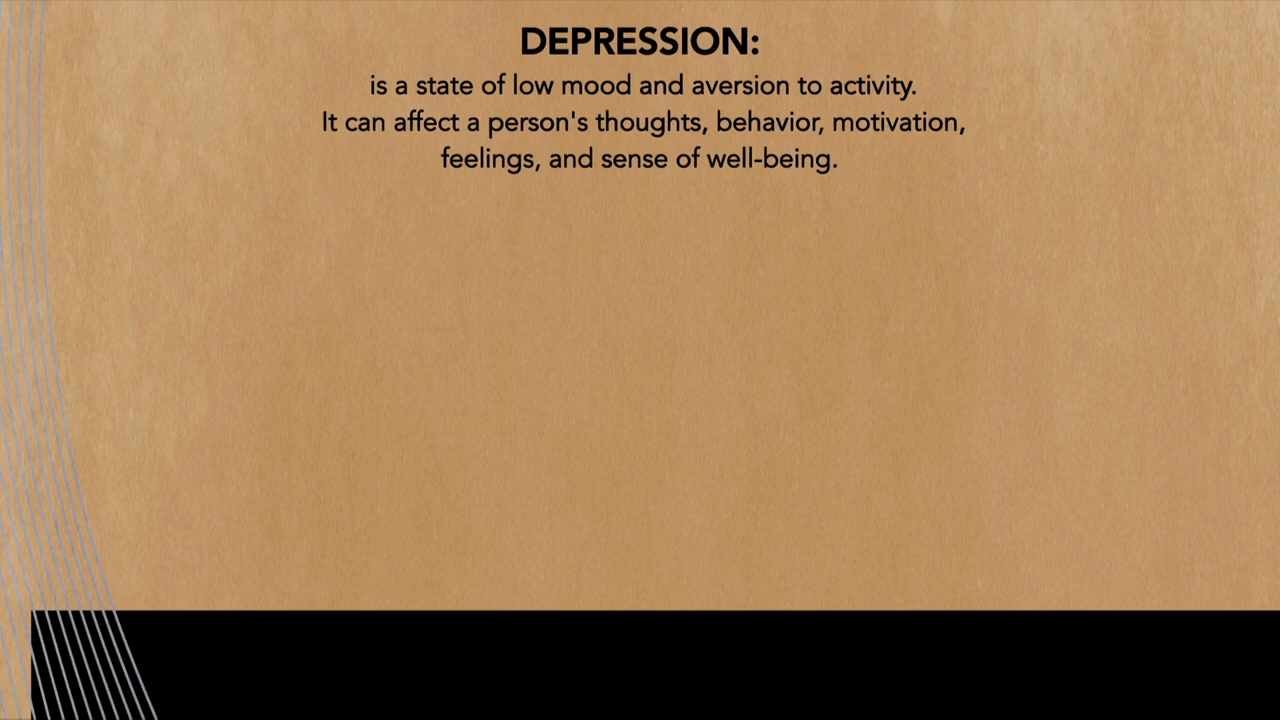 DEPRESSION:
is a state of low mood and aversion to activity.
It can affect a person's thoughts, behavior, motivation,
feelings, and sense of well-being.